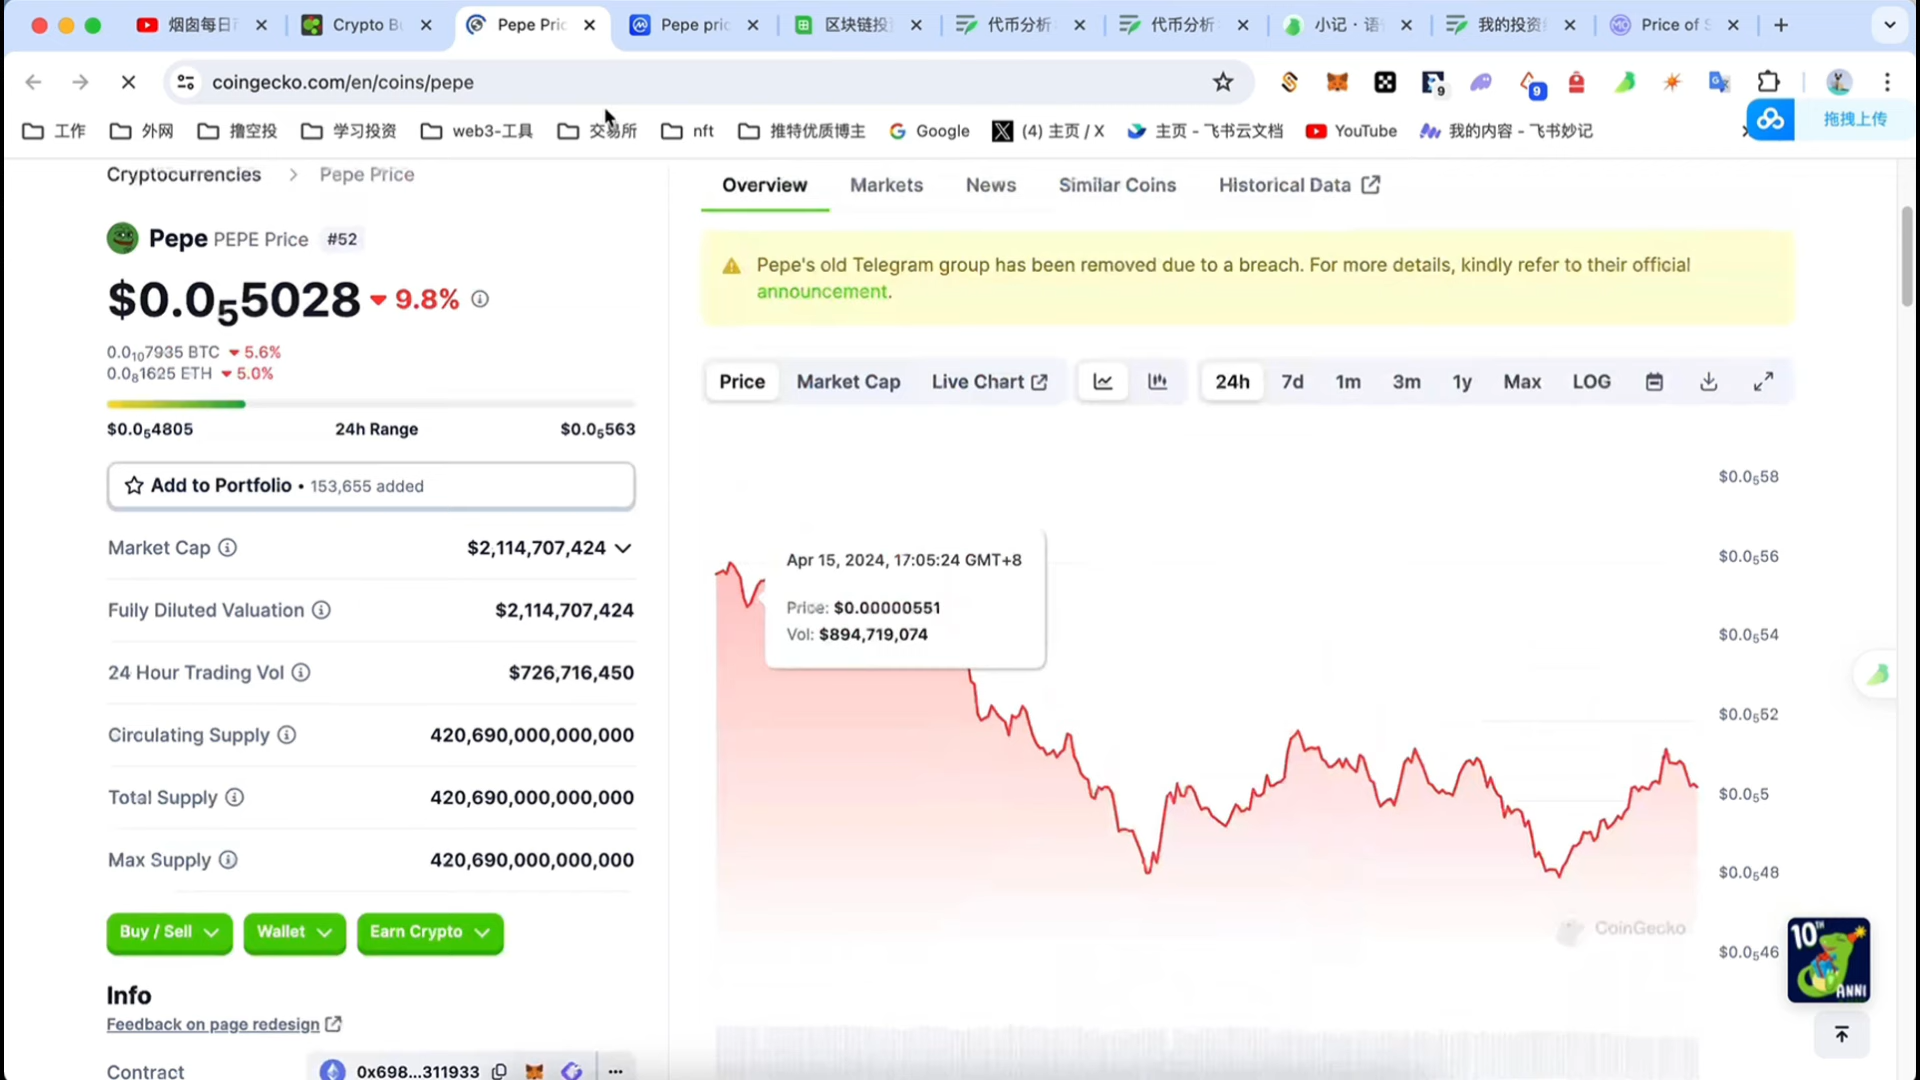 烟囱每日
Crypto B
Pepe Pric
Pepe pric
区块链投
代币分析
代币分析
小记 · 语
我的投资
Price of S
coingecko.com/en/coins/pepe
9
9
工作
外网
撸空投
学习投资
web3-工具
交易所
nft
推特优质博主
Google
(4) 主页 / X
主页 - 飞书云文档
YouTube
我的内容 - 飞书妙记
拖拽上传
Cryptocurrencies > Pepe Price
Pepe PEPE Price #52
$0.0₅5028 9.8%
0.0₁₀7935 BTC 5.6%
0.0₈1625 ETH 5.0%
$0.0₅4805 24h Range $0.0₅563
Add to Portfolio • 153,655 added
Market Cap $2,114,707,424
Fully Diluted Valuation $2,114,707,424
24 Hour Trading Vol $726,716,450
Circulating Supply 420,690,000,000,000
Total Supply 420,690,000,000,000
Max Supply 420,690,000,000,000
Buy / Sell
Wallet
Earn Crypto
Info
Feedback on page redesign
Contract 0x698...311933
Overview Markets News Similar Coins Historical Data
Pepe's old Telegram group has been removed due to a breach. For more details, kindly refer to their official
announcement.
Price Market Cap Live Chart 24h 7d 1m 3m 1y Max LOG
Apr 15, 2024, 17:05:24 GMT+8
Price: $0.00000551
Vol: $894,719,074
$0.0₅58
$0.0₅56
$0.0₅54
$0.0₅52
$0.0₅5
$0.0₅48
$0.0₅46
CoinGecko
10TH
ANNI